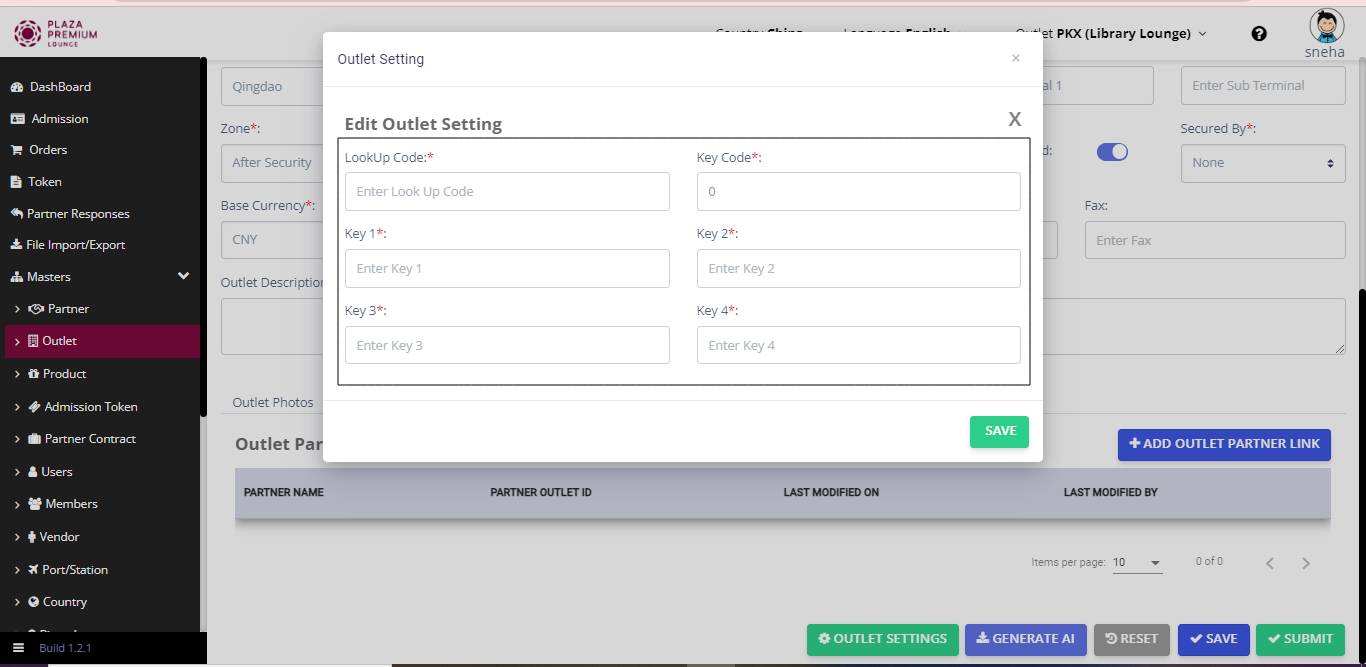 PLAZA
PREMIUM
LOUNGE
Country China
Language English
Outlet PKX (Library Lounge)
sneha
DashBoard
Admission
Orders
Token
Partner Responses
File Import/Export
Masters
Partner
Outlet
Product
Admission Token
Partner Contract
Users
Members
Vendor
Port/Station
Country
Build 1.2.1
Qingdao
al 1
Enter Sub Terminal
Zone*:
d:
Secured By*:
After Security
None
Base Currency*:
Fax:
CNY
Enter Fax
Outlet Description
Outlet Photos
Outlet Setting
×
Edit Outlet Setting
X
LookUp Code:*
Key Code*:
Enter Look Up Code
0
Key 1*:
Key 2*:
Enter Key 1
Enter Key 2
Key 3*:
Key 4*:
Enter Key 3
Enter Key 4
SAVE
Outlet Par
ADD OUTLET PARTNER LINK
PARTNER NAME
PARTNER OUTLET ID
LAST MODIFIED ON
LAST MODIFIED BY
Items per page: 10
0 of 0
OUTLET SETTINGS
GENERATE AI
RESET
SAVE
SUBMIT